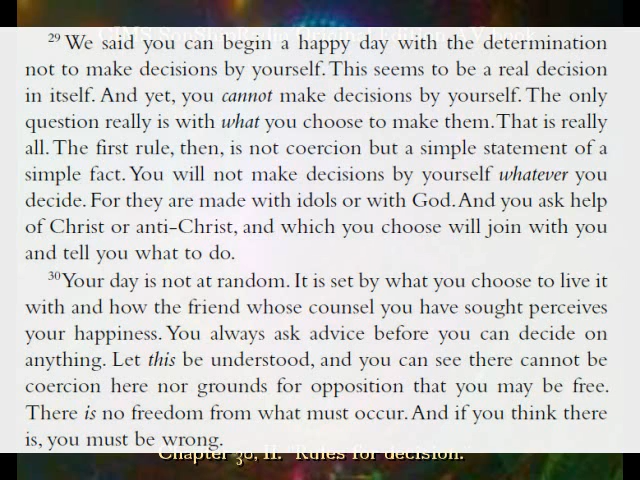 CIMS SonShipRadio Original Edition AV book
29 We said you can begin a happy day with the determination
not to make decisions by yourself. This seems to be a real decision
in itself. And yet, you cannot make decisions by yourself. The only
question really is with what you choose to make them. That is really
all. The first rule, then, is not coercion but a simple statement of a
simple fact. You will not make decisions by yourself whatever you
decide. For they are made with idols or with God. And you ask help
of Christ or anti-Christ, and which you choose will join with you
and tell you what to do.
30 Your day is not at random. It is set by what you choose to live it
with and how the friend whose counsel you have sought perceives
your happiness. You always ask advice before you can decide on
anything. Let this be understood, and you can see there cannot be
coercion here nor grounds for opposition that you may be free.
There is no freedom from what must occur. And if you think there
is, you must be wrong.
Chapter 30, II. "Rules for decision."